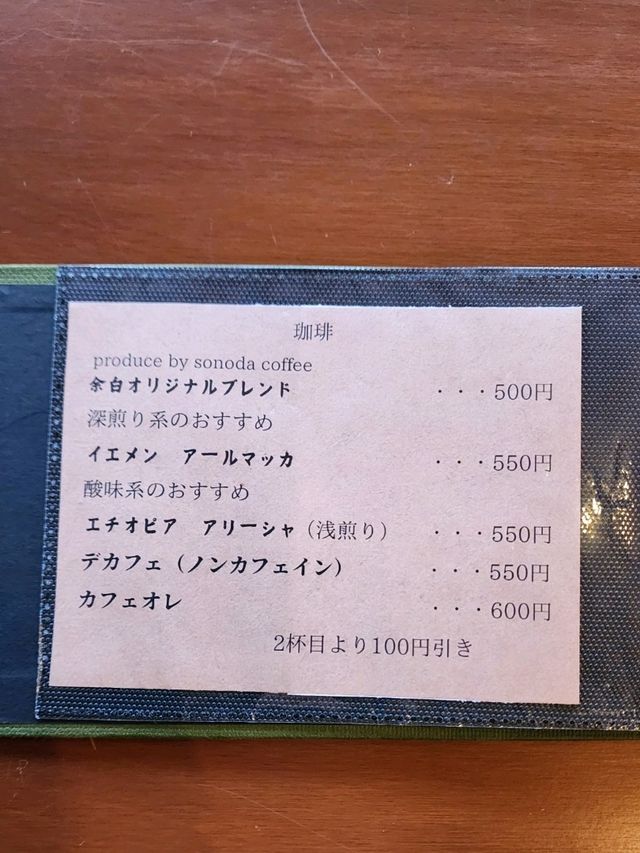 珈琲
produce by sonoda coffee
余白オリジナルブレンド ・・・500円
深煎り系のおすすめ
イエメン アールマッカ ・・・550円
酸味系のおすすめ
エチオピア アリーシャ（浅煎り） ・・・550円
デカフェ（ノンカフェイン） ・・・550円
カフェオレ ・・・600円
2杯目より100円引き